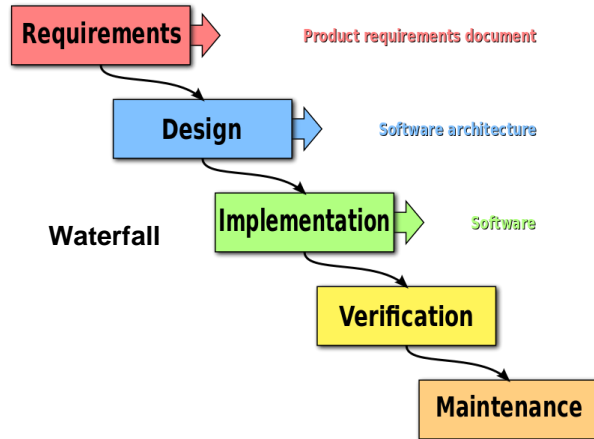 Requirements
Product requirements document
Design
Software architecture
Implementation
Software
Waterfall
Verification
Maintenance